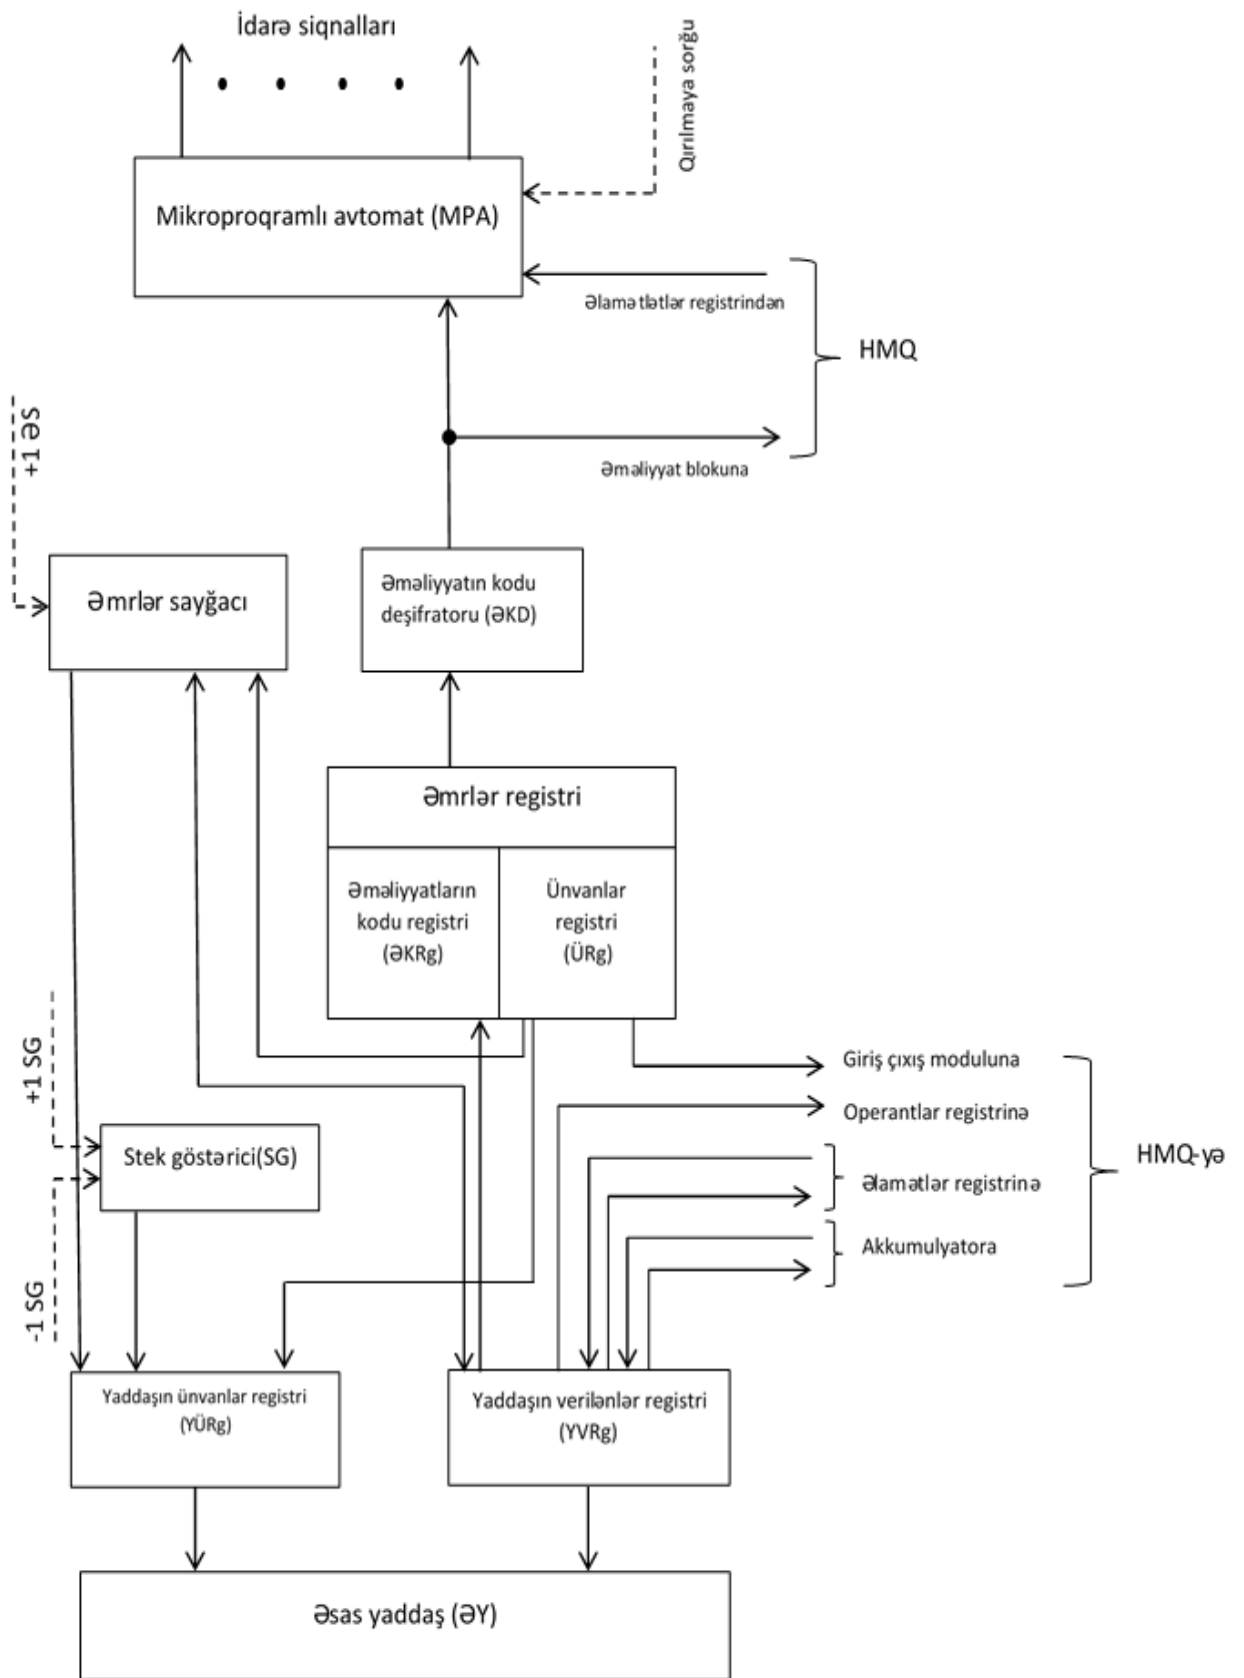 İdarə siqnalları
Qırılmaya sorğu
Mikroproqramlı avtomat (MPA)
Əlamətlətlər registrindən
HMQ
+1 ƏS
Əməliyyat blokuna
Əmrlər sayğacı
Əməliyyatın kodu
deşifratoru (ƏKD)
Əmrlər registri
Əməliyyatların
kodu registri
(ƏKRg)
Ünvanlar
registri
(ÜRg)
+1 SG
Giriş çıxış moduluna
Operantlar registrinə
Stek göstərici(SG)
HMQ-yə
Əlamətlər registrinə
Akkumulyatora
-1 SG
Yaddaşın ünvanlar registri
(YÜRg)
Yaddaşın verilənlər registri
(YVRg)
Əsas yaddaş (ƏY)